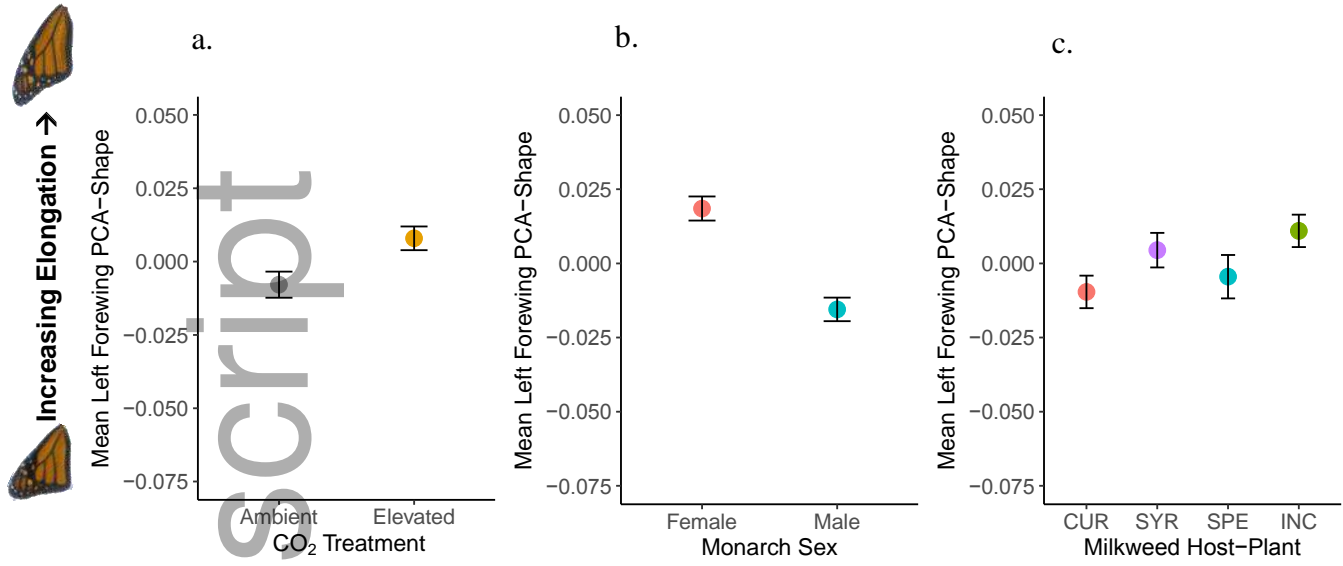 a.
b.
c.
Increasing Elongation →
Mean Left Forewing PCA−Shape
0.050
0.025
0.000
−0.025
−0.050
−0.075
Ambient Elevated
CO₂ Treatment
script
Mean Left Forewing PCA−Shape
0.050
0.025
0.000
−0.025
−0.050
−0.075
Female Male
Monarch Sex
Mean Left Forewing PCA−Shape
0.050
0.025
0.000
−0.025
−0.050
−0.075
CUR SYR SPE INC
Milkweed Host−Plant